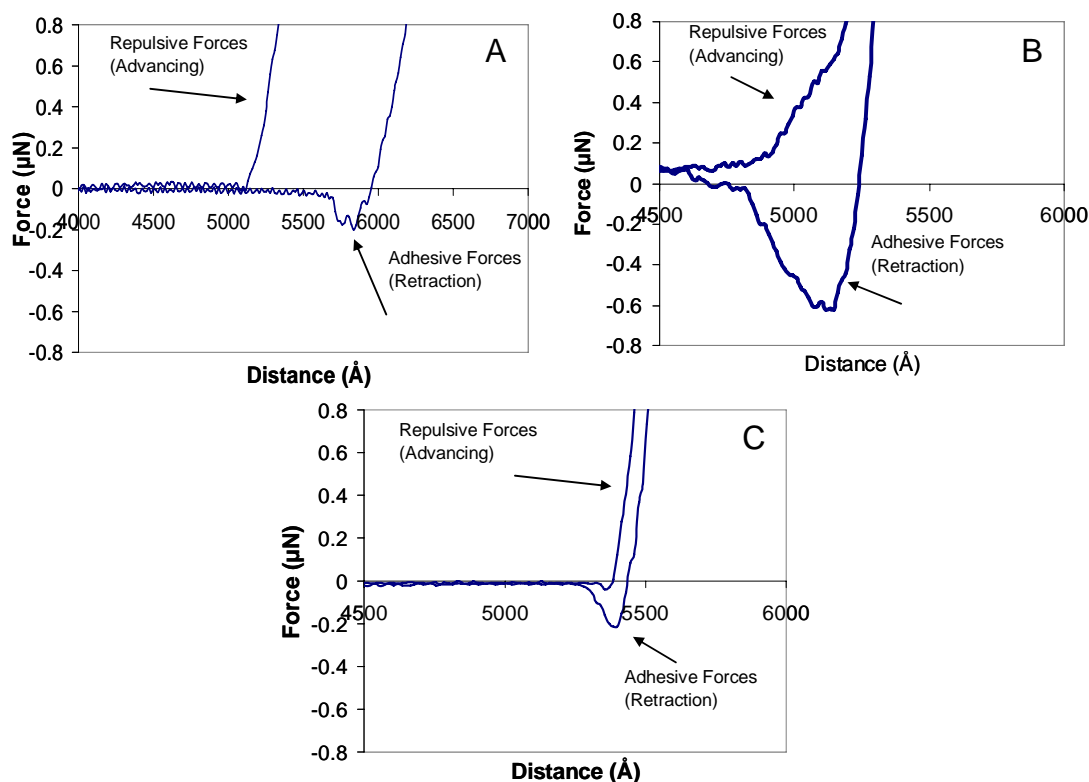 A
Repulsive Forces
(Advancing)
Adhesive Forces
(Retraction)
Force (µN)
0.8
0.6
0.4
0.2
0
-0.2
-0.4
-0.6
-0.8
4000 4500 5000 5500 6000 6500 7000
Distance (Å)
B
Repulsive Forces
(Advancing)
Adhesive Forces
(Retraction)
Force (µN)
0.8
0.6
0.4
0.2
0
-0.2
-0.4
-0.6
-0.8
4500 5000 5500 6000
Distance (Å)
C
Repulsive Forces
(Advancing)
Adhesive Forces
(Retraction)
Force (µN)
0.8
0.6
0.4
0.2
0
-0.2
-0.4
-0.6
-0.8
4500 5000 5500 6000
Distance (Å)